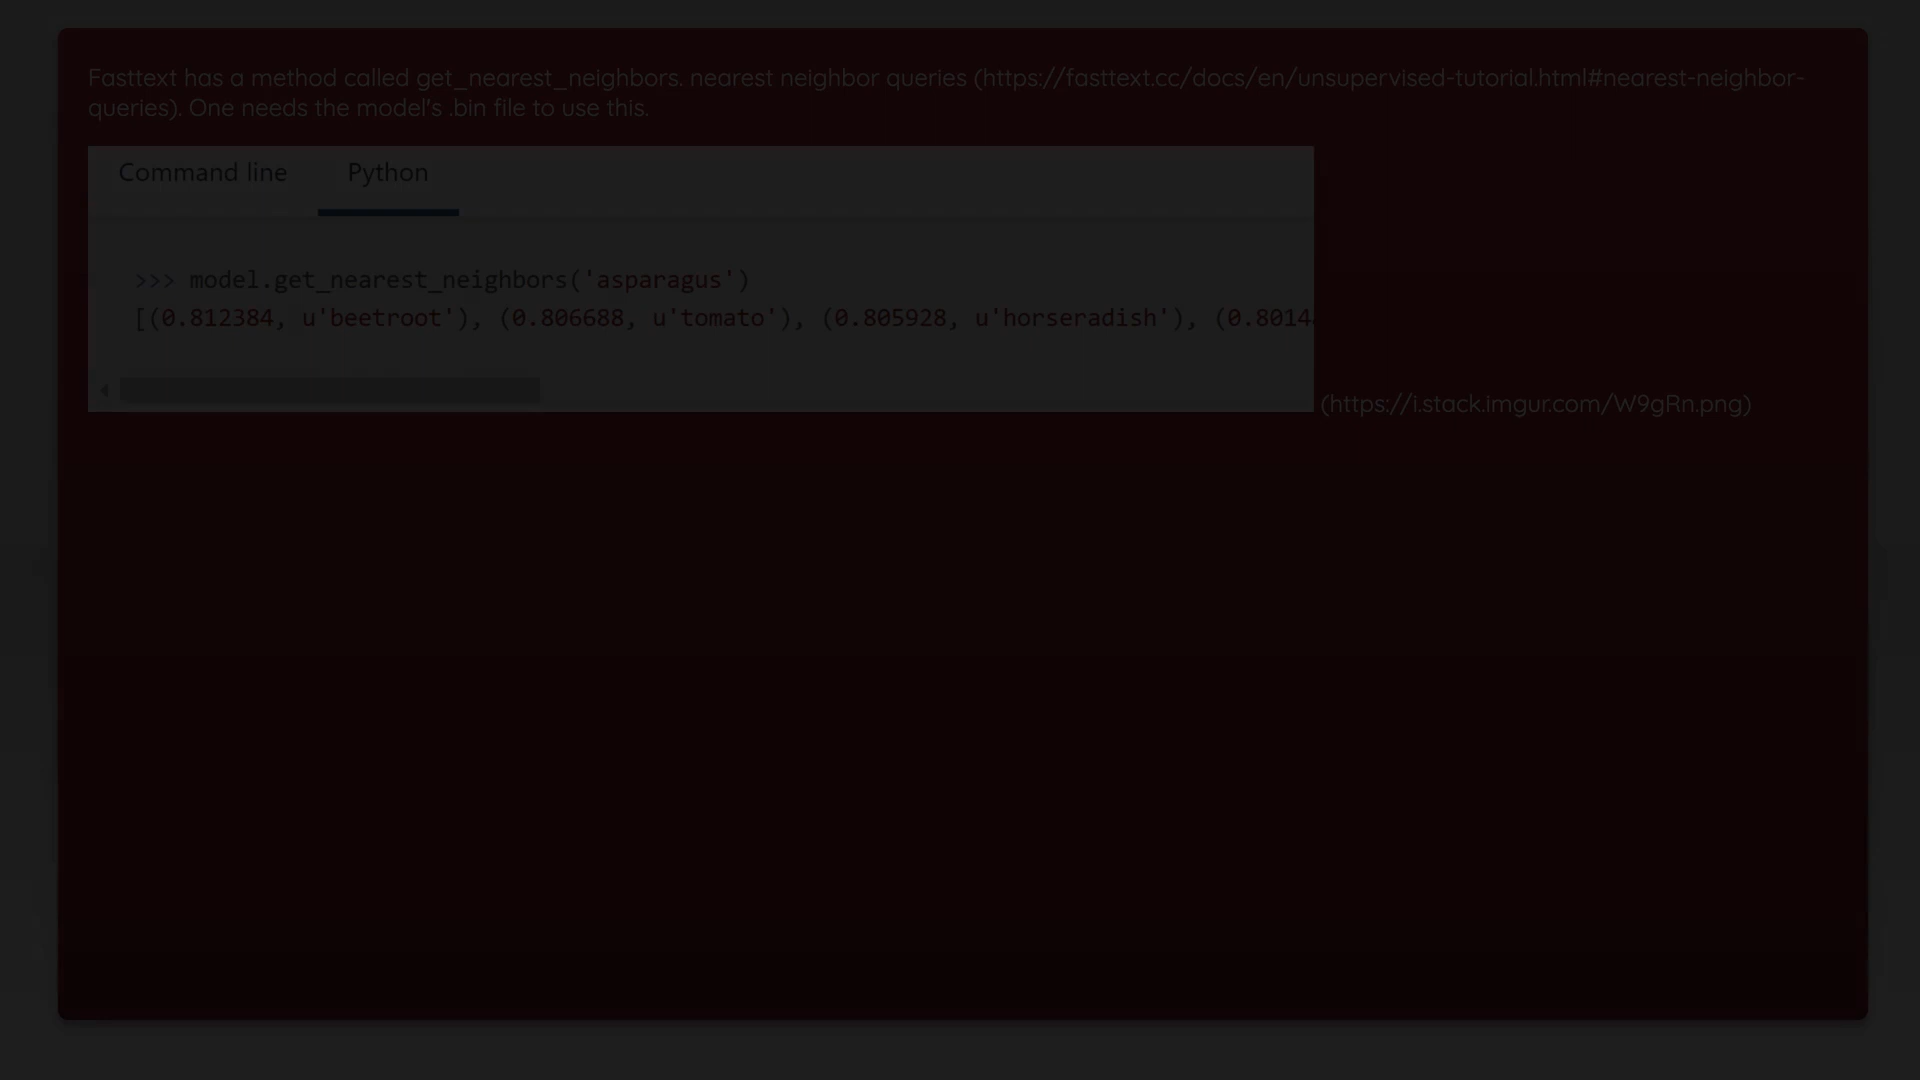 Fasttext has a method called get_nearest_neighbors. nearest neighbor queries (https://fasttext.cc/docs/en/unsupervised-tutorial.html#nearest-neighbor-
queries). One needs the model's .bin file to use this.
Command line Python
>>> model.get_nearest_neighbors('asparagus')
[(0.812384, u'beetroot'), (0.806688, u'tomato'), (0.805928, u'horseradish'), (0.8014
(https://i.stack.imgur.com/W9gRn.png)